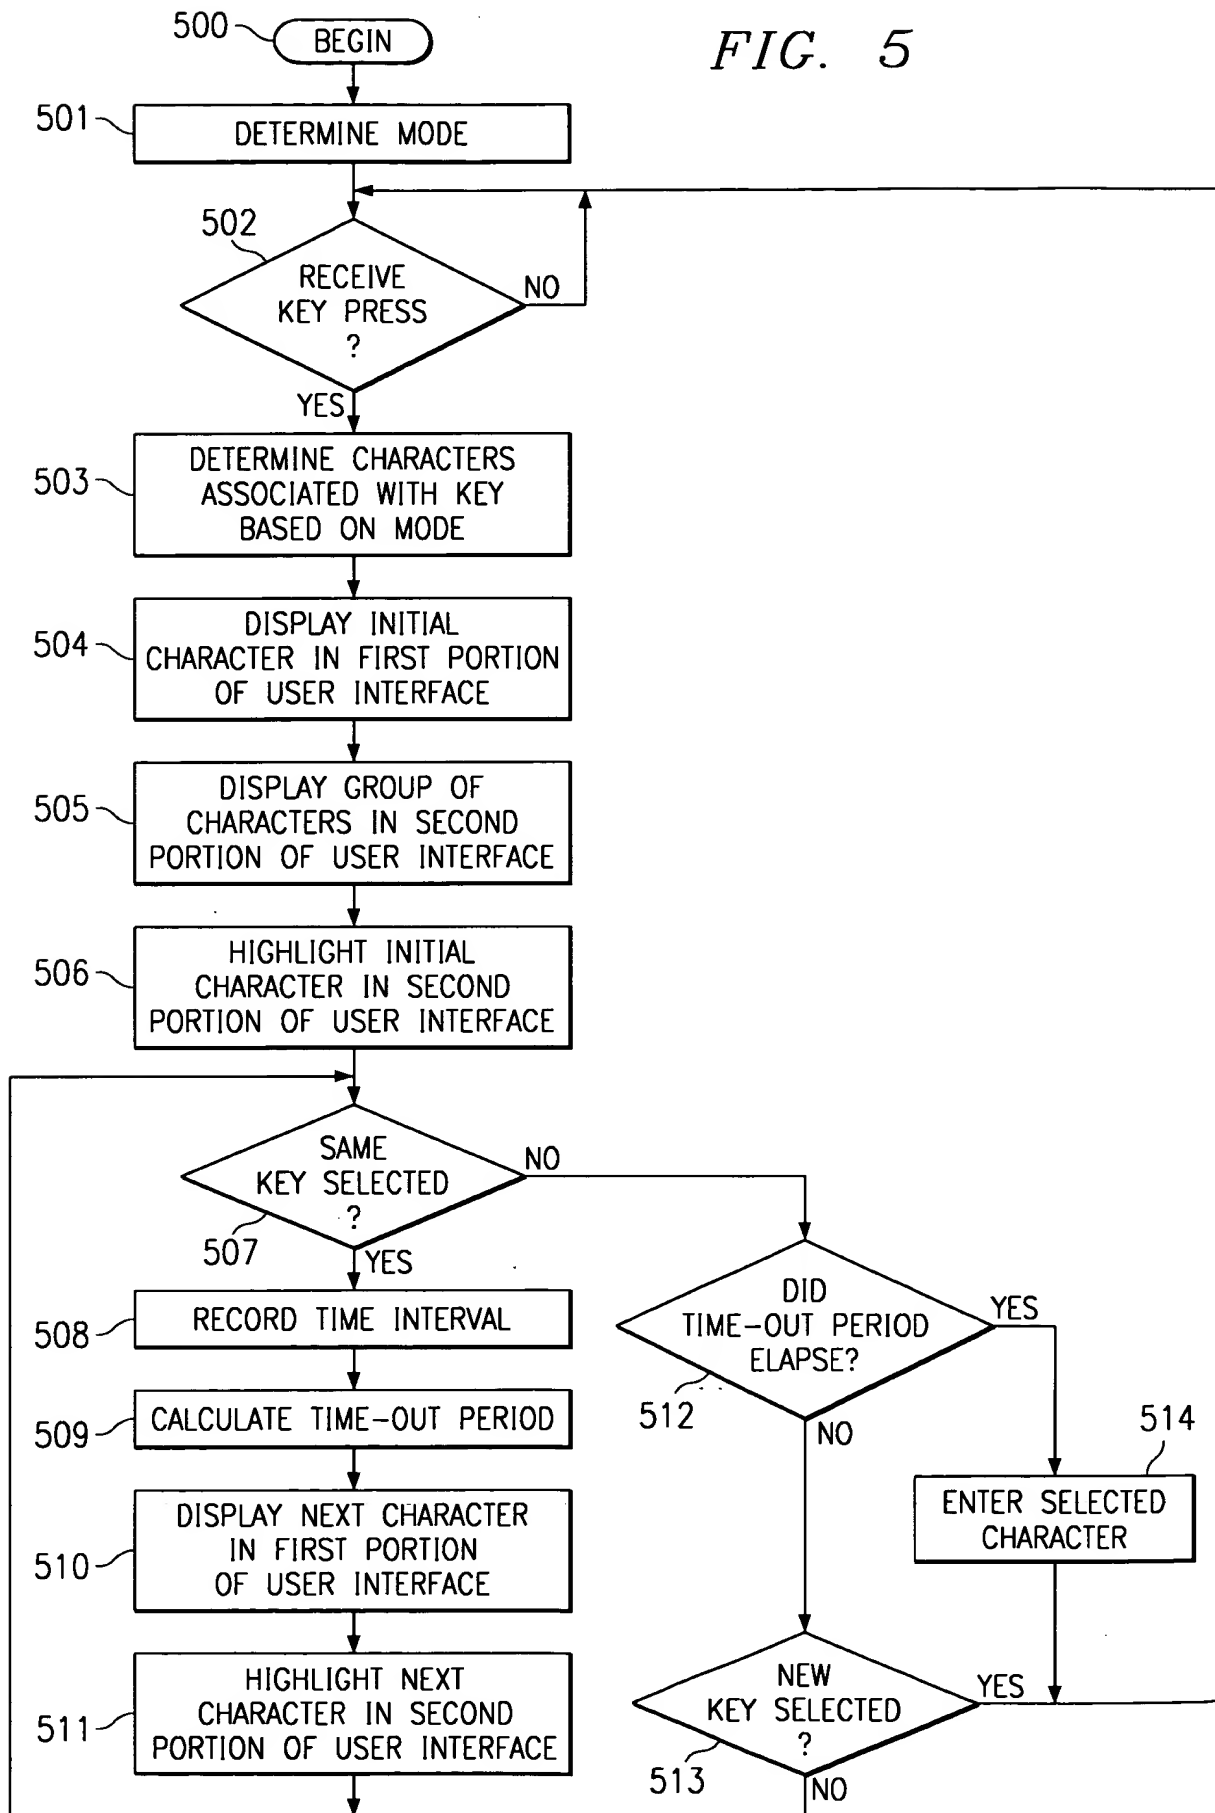 500
BEGIN
FIG. 5
501
DETERMINE MODE
502
RECEIVE
KEY PRESS
?
NO
YES
503
DETERMINE CHARACTERS
ASSOCIATED WITH KEY
BASED ON MODE
504
DISPLAY INITIAL
CHARACTER IN FIRST PORTION
OF USER INTERFACE
505
DISPLAY GROUP OF
CHARACTERS IN SECOND
PORTION OF USER INTERFACE
506
HIGHLIGHT INITIAL
CHARACTER IN SECOND
PORTION OF USER INTERFACE
SAME
KEY SELECTED
?
NO
507
YES
508
RECORD TIME INTERVAL
509
CALCULATE TIME-OUT PERIOD
510
DISPLAY NEXT CHARACTER
IN FIRST PORTION
OF USER INTERFACE
511
HIGHLIGHT NEXT
CHARACTER IN SECOND
PORTION OF USER INTERFACE
DID
TIME-OUT PERIOD
ELAPSE?
YES
512
NO
514
ENTER SELECTED
CHARACTER
NEW
KEY SELECTED
?
YES
513
NO